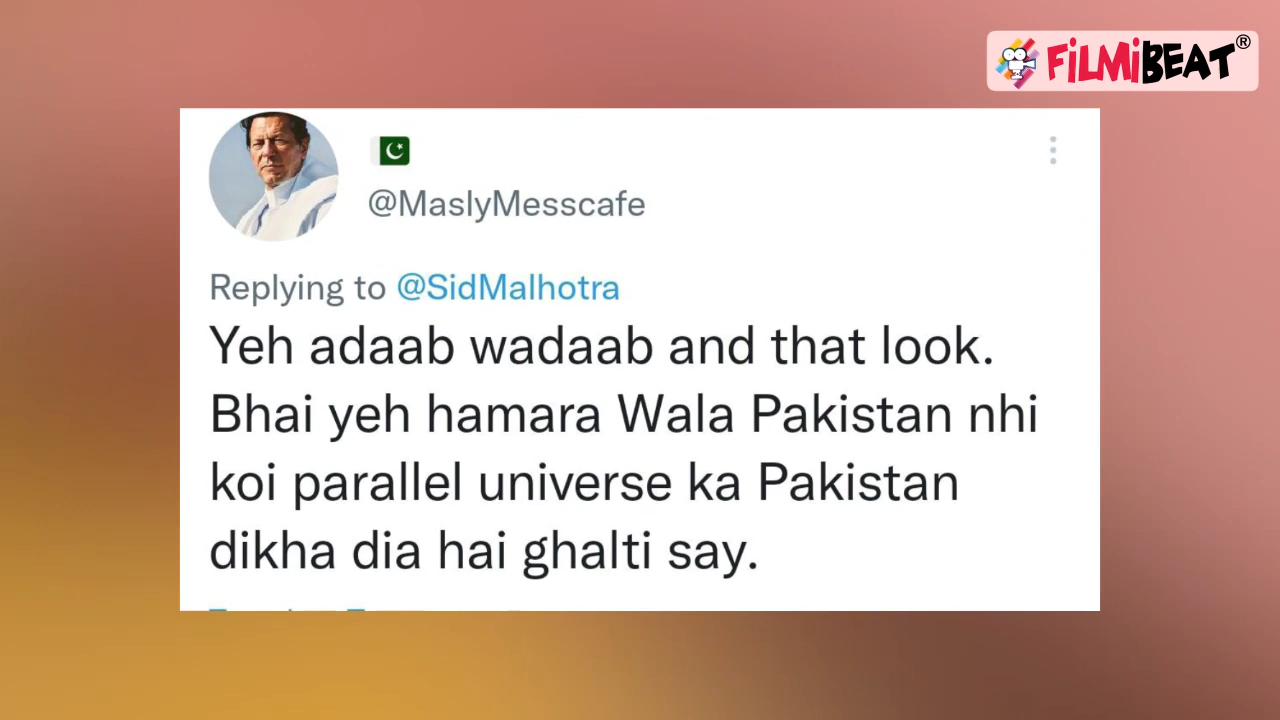 FiLMiBEAT®
@MaslyMesscafe
Replying to @SidMalhotra
Yeh adaab wadaab and that look.
Bhai yeh hamara Wala Pakistan nhi
koi parallel universe ka Pakistan
dikha dia hai ghalti say.